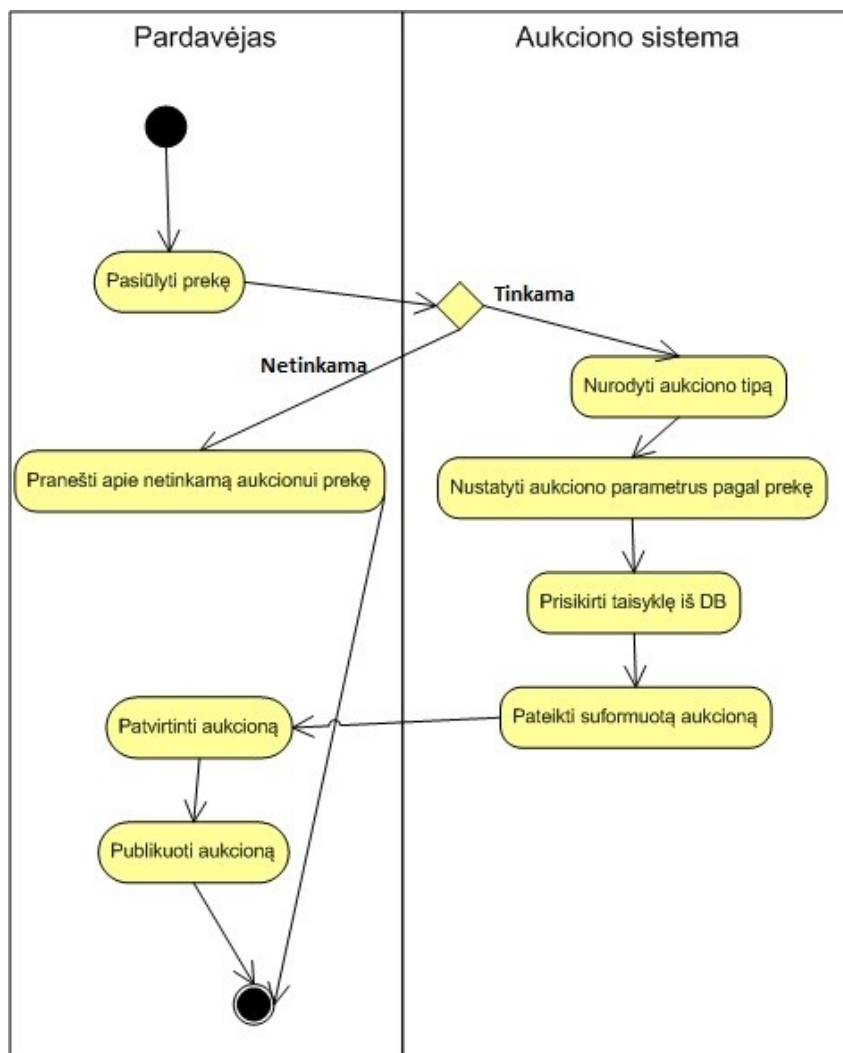 Pardavėjas
Aukciono sistema
Pasiūlyti prekę
Tinkama
Netinkama
Nurodyti aukciono tipą
Pranešti apie netinkamą aukcionui prekę
Nustatyti aukciono parametrus pagal prekę
Prisikirti taisyklę iš DB
Pateikti suformuotą aukcioną
Patvirtinti aukcioną
Publikuoti aukcioną